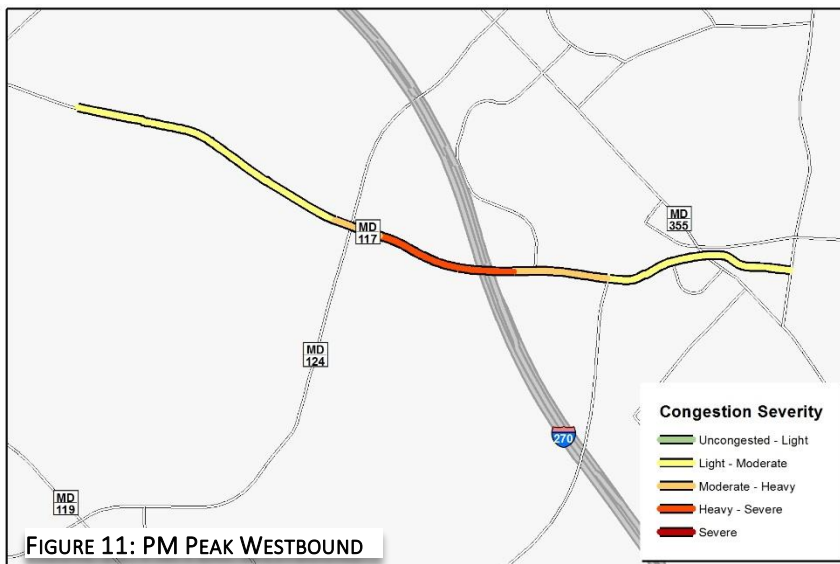 MD
355
MD
117
MD
124
270
MD
119
Congestion Severity
Uncongested - Light
Light - Moderate
Moderate - Heavy
Heavy - Severe
Severe
FIGURE 11: PM PEAK WESTBOUND